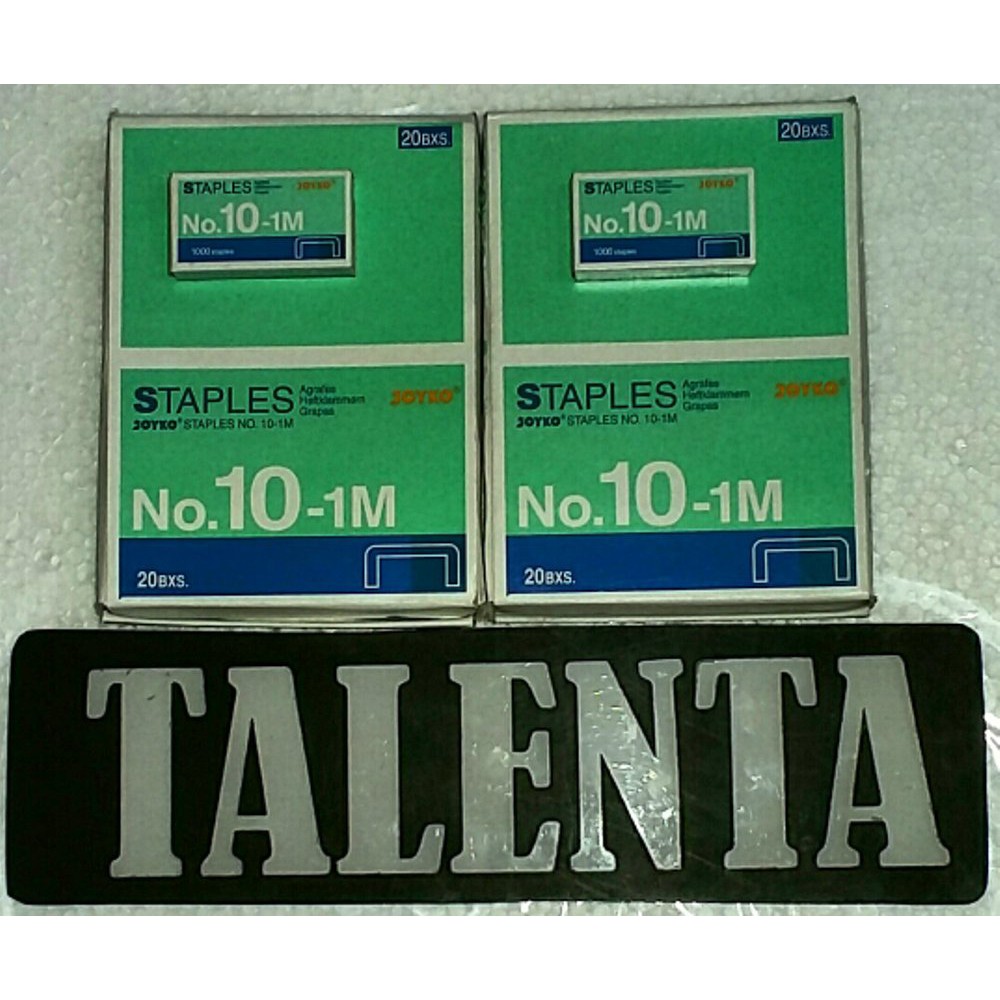 20BXS.
STAPLES JOYKO®
No.10-1M
1000 staples
STAPLES Agrafes
Heftklammern
Grapas
JOYKO®
JOYKO® STAPLES NO. 10-1M
No.10-1M
20BXS.
20BXS.
STAPLES JOYKO®
No.10-1M
1000 staples
STAPLES Agrafes
Heftklammern
Grapas
JOYKO®
JOYKO® STAPLES NO. 10-1M
No.10-1M
20BXS.
TALENTA